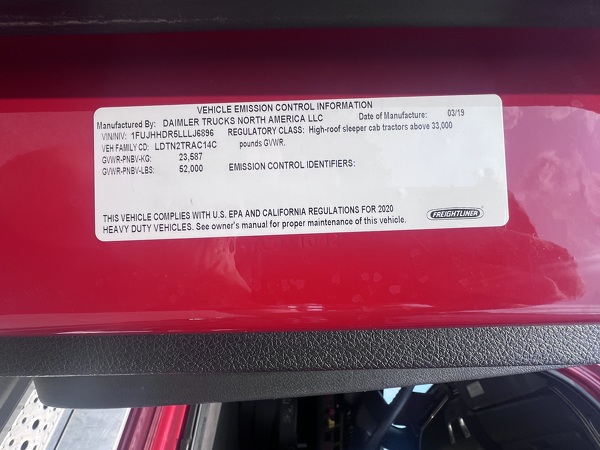 VEHICLE EMISSION CONTROL INFORMATION
Manufactured By: DAIMLER TRUCKS NORTH AMERICA LLC Date of Manufacture: 03/19
VIN/NIV: 1FUJHHDR5LLLJ6896 REGULATORY CLASS: High-roof sleeper cab tractors above 33,000
VEH FAMILY CD: LDTN2TRAC14C pounds GVWR.
GVWR-PNBV-KG: 23,587
GVWR-PNBV-LBS: 52,000 EMISSION CONTROL IDENTIFIERS:
THIS VEHICLE COMPLIES WITH U.S. EPA AND CALIFORNIA REGULATIONS FOR 2020
HEAVY DUTY VEHICLES. See owner's manual for proper maintenance of this vehicle.
FREIGHTLINER